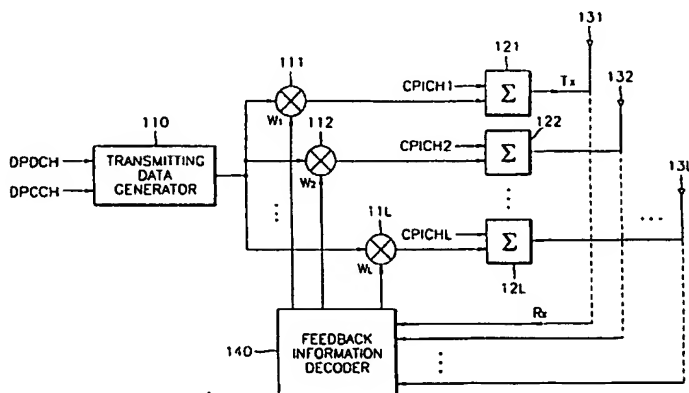 131
111
121
CPICH1
Σ
Tx
132
W1
112
110
122
DPDCH
TRANSMITTING
DATA
GENERATOR
CPICH2
Σ
DPCCH
W2
13L
11L
CPICHL
Σ
WL
12L
Rx
140
FEEDBACK
INFORMATION
DECODER